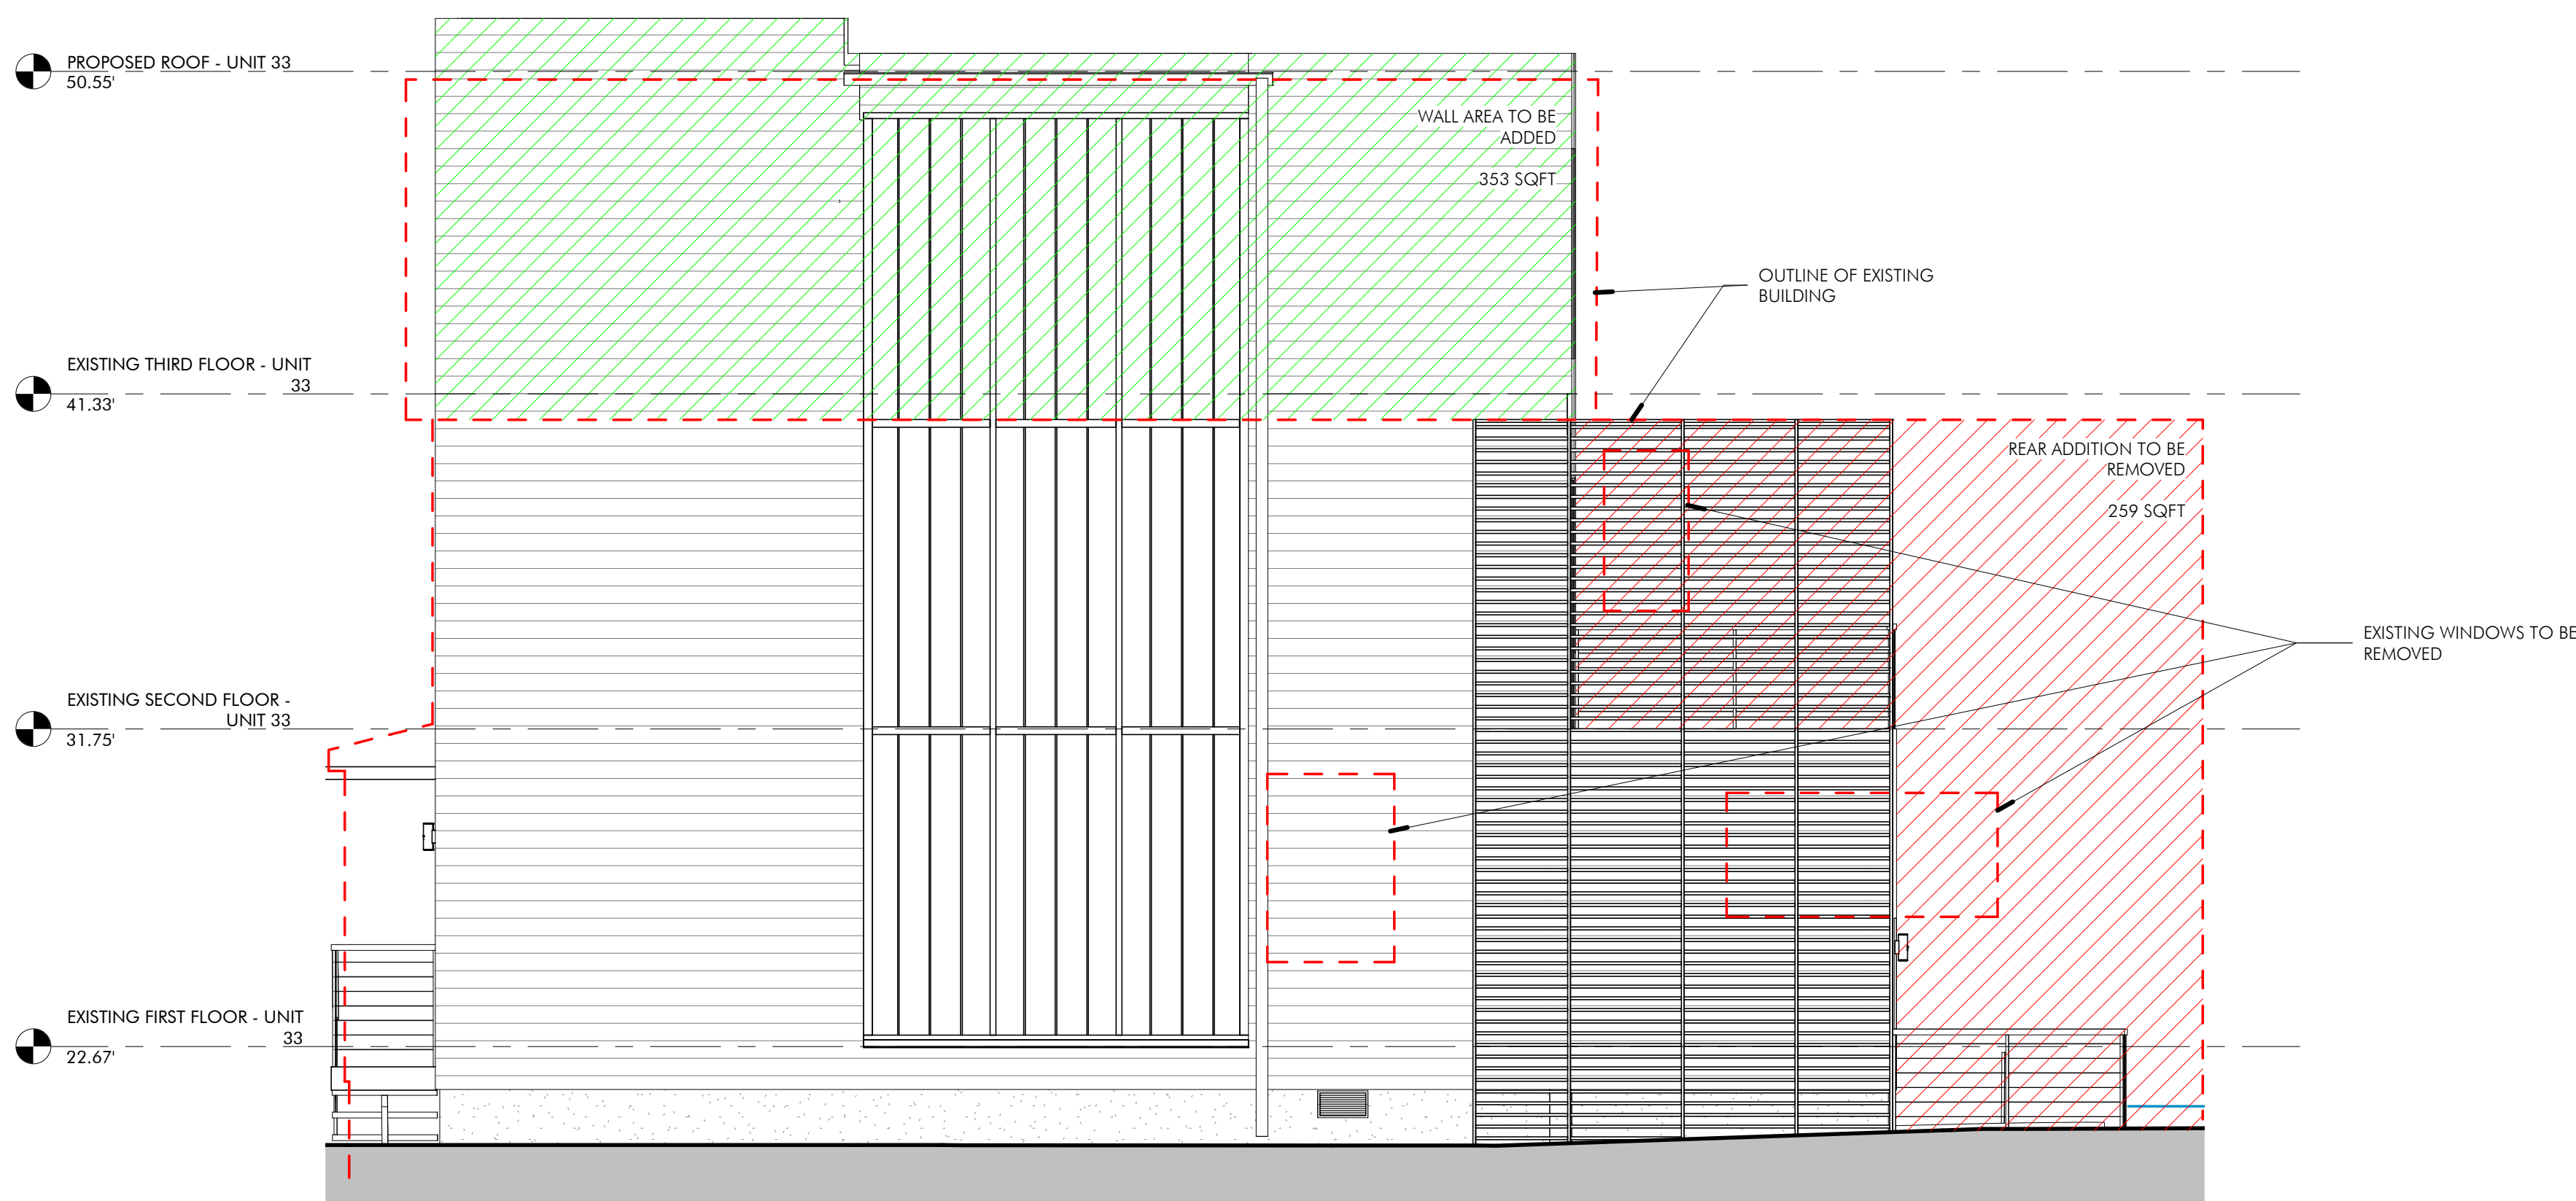 PROPOSED ROOF - UNIT 33
50.55'
WALL AREA TO BE
ADDED
353 SQFT
OUTLINE OF EXISTING
BUILDING
EXISTING THIRD FLOOR - UNIT
33
41.33'
REAR ADDITION TO BE
REMOVED
259 SQFT
EXISTING WINDOWS TO BE
REMOVED
EXISTING SECOND FLOOR -
UNIT 33
31.75'
EXISTING FIRST FLOOR - UNIT
33
22.67'